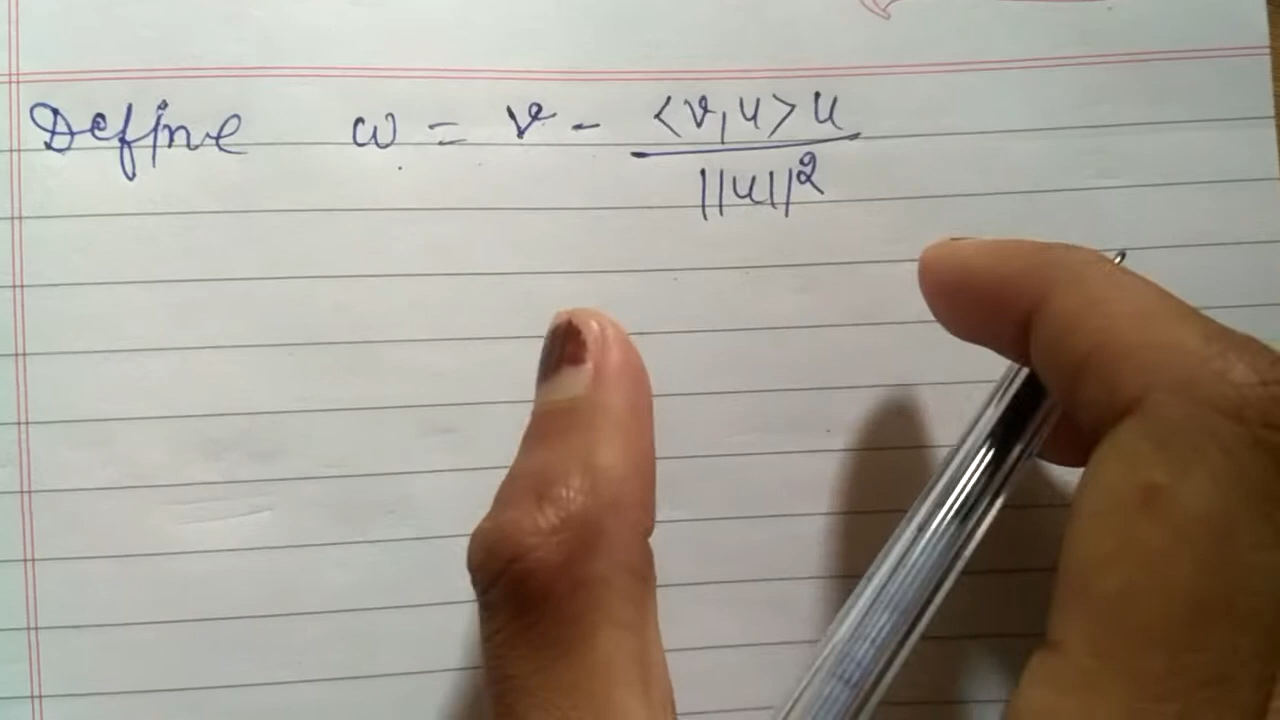 Define w = v - <v,u>u / ||u||²